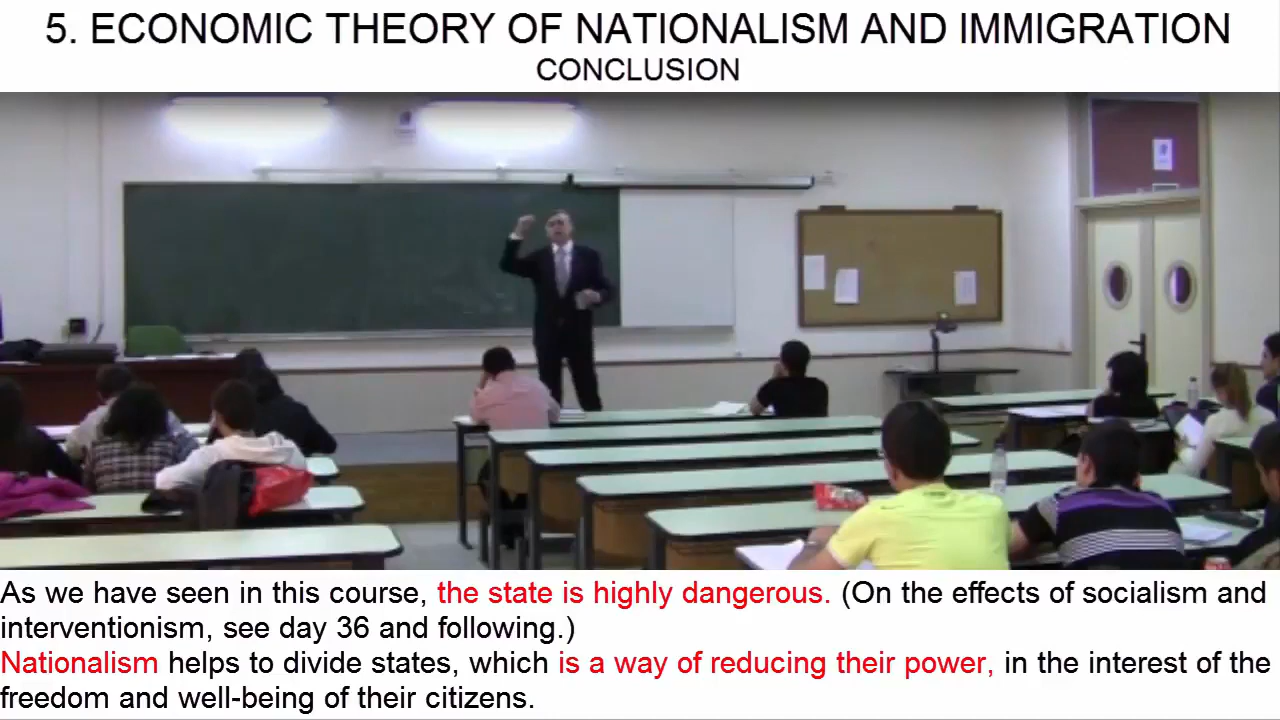 5. ECONOMIC THEORY OF NATIONALISM AND IMMIGRATION
CONCLUSION
As we have seen in this course, the state is highly dangerous. (On the effects of socialism and
interventionism, see day 36 and following.)
Nationalism helps to divide states, which is a way of reducing their power, in the interest of the
freedom and well-being of their citizens.